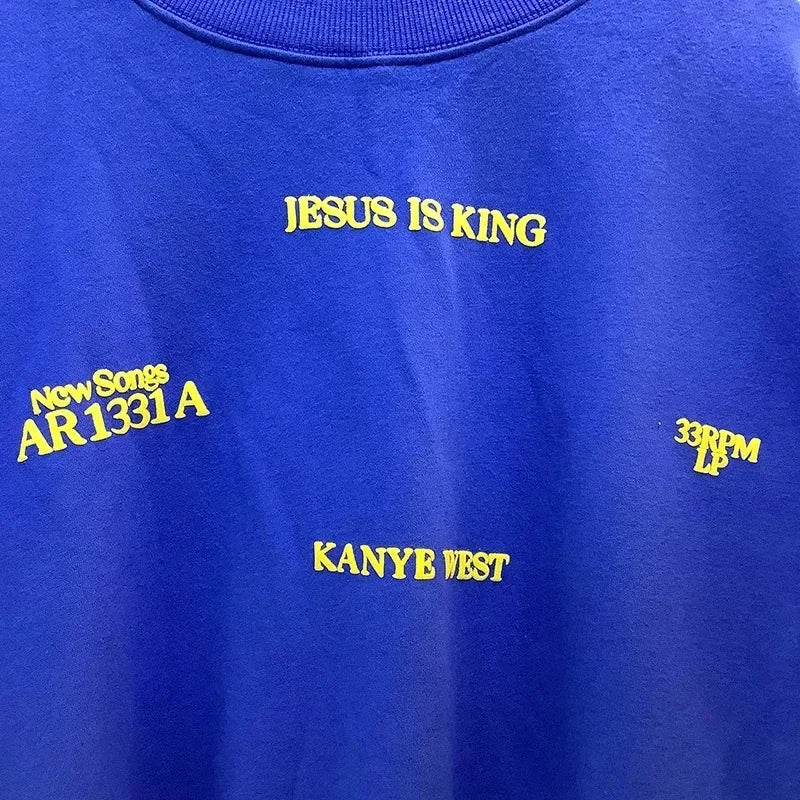 JESUS IS KING
New Songs
AR1331A
33RPM
LP
KANYE WEST